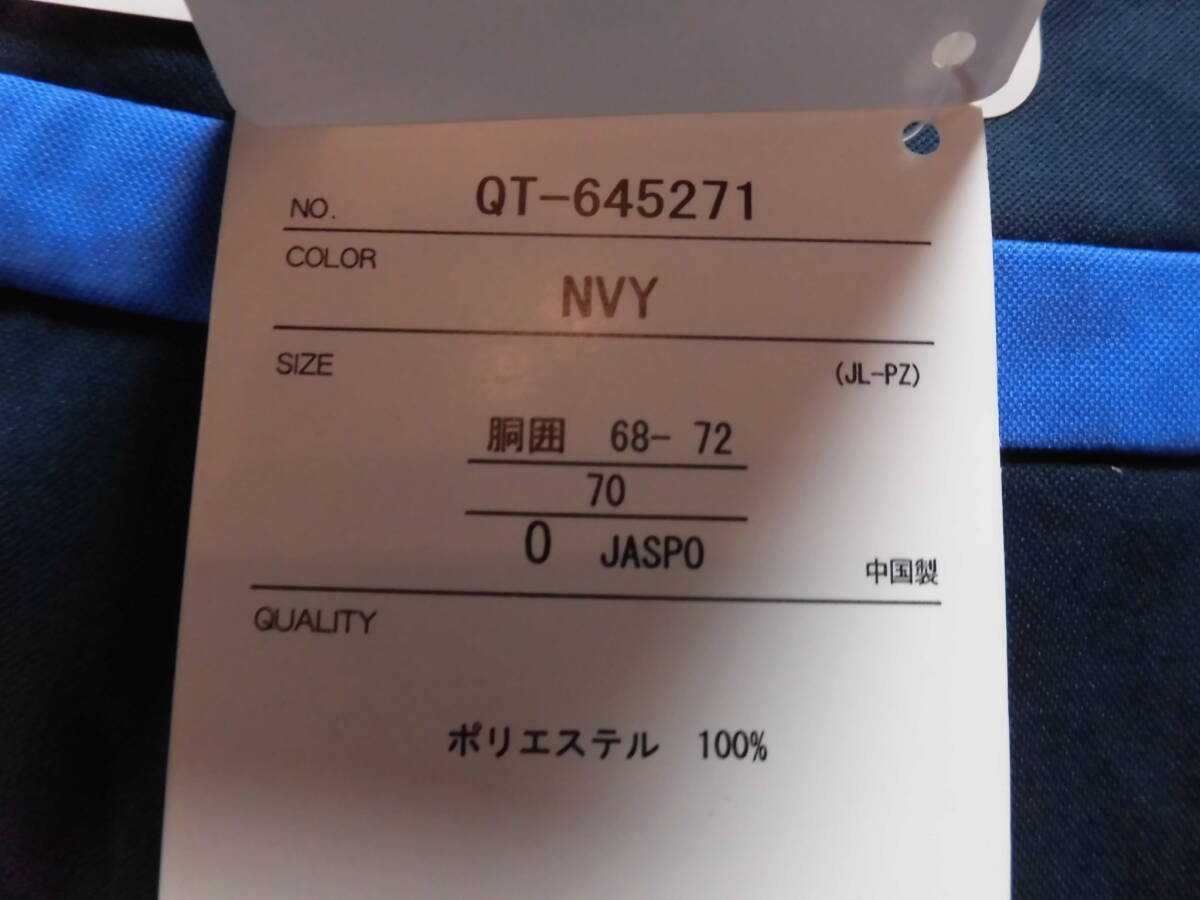 NO. QT-645271
COLOR
NVY
SIZE (JL-PZ)
胴囲 68- 72
70
O JASPO
中国製
QUALITY
ポリエステル 100%